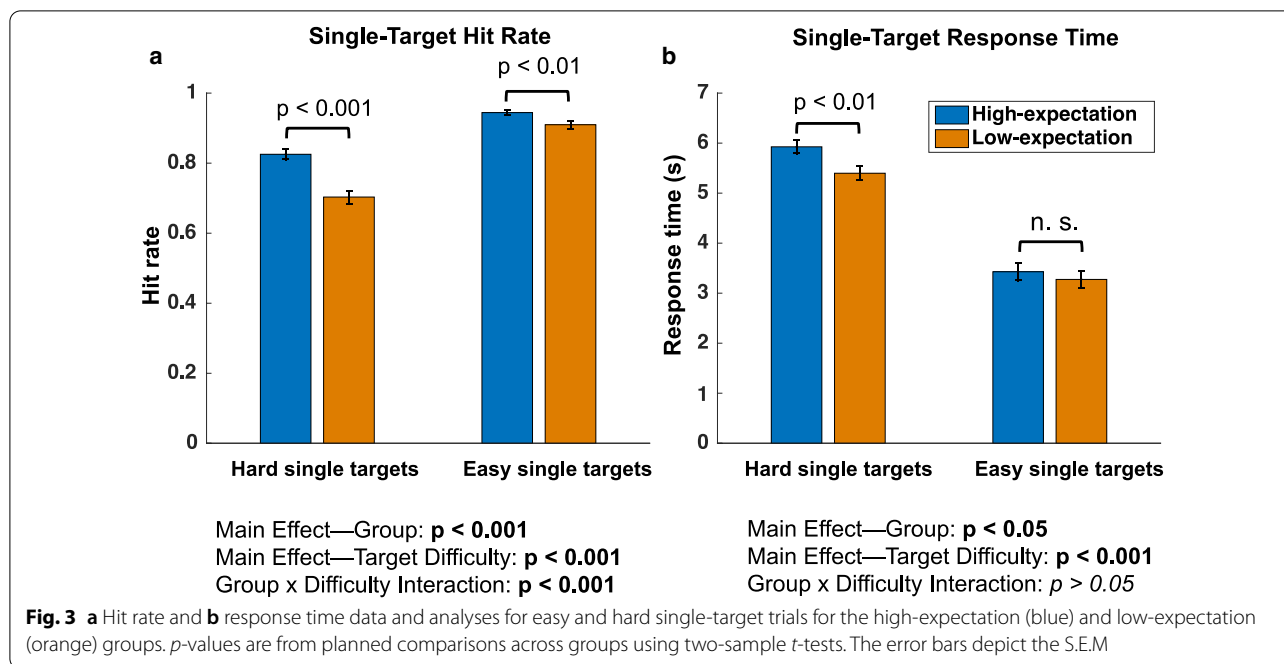 Single-Target Hit Rate
a
p < 0.001
p < 0.01
1
0.8
0.6
0.4
0.2
0
Hit rate
Hard single targets
Easy single targets
Main Effect—Group: p < 0.001
Main Effect—Target Difficulty: p < 0.001
Group x Difficulty Interaction: p < 0.001
Single-Target Response Time
b
p < 0.01
n. s.
High-expectation
Low-expectation
7
6
5
4
3
2
1
0
Response time (s)
Hard single targets
Easy single targets
Main Effect—Group: p < 0.05
Main Effect—Target Difficulty: p < 0.001
Group x Difficulty Interaction: p > 0.05
Fig. 3 a Hit rate and b response time data and analyses for easy and hard single-target trials for the high-expectation (blue) and low-expectation
(orange) groups. p-values are from planned comparisons across groups using two-sample t-tests. The error bars depict the S.E.M